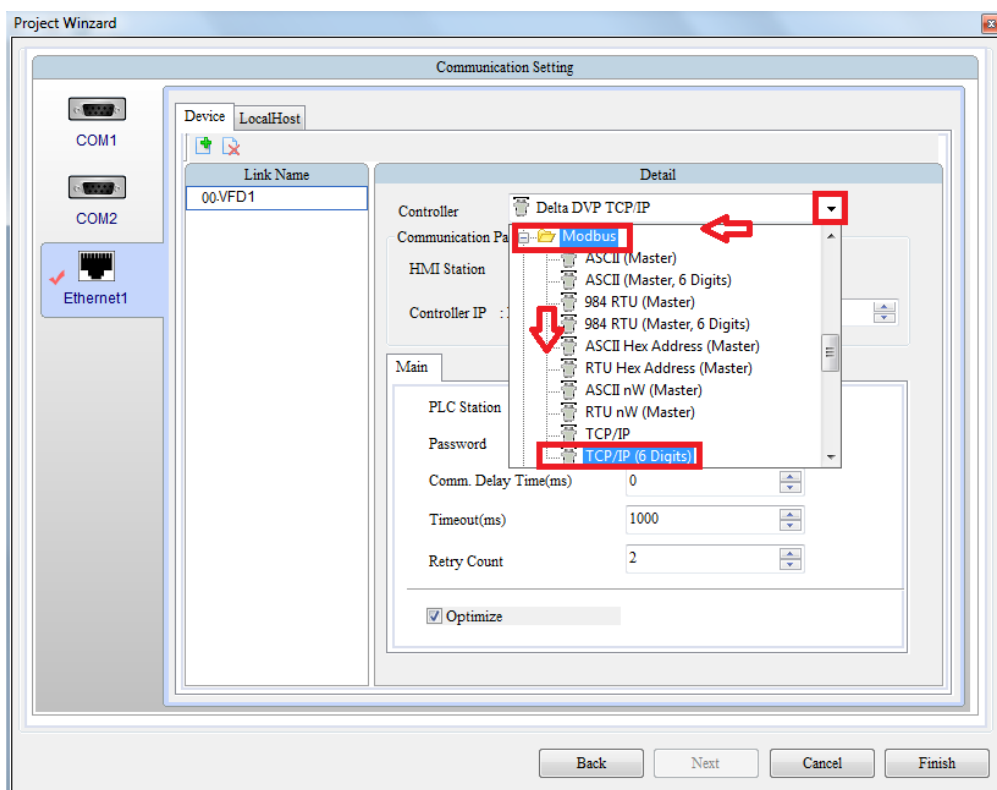 Project Winzard
Communication Setting
COM1
COM2
Ethernet1
Device LocalHost
Link Name
00-VFD1
Detail
Controller Delta DVP TCP/IP
Communication Pa
Modbus
ASCII (Master)
HMI Station
ASCII (Master, 6 Digits)
984 RTU (Master)
Controller IP :
984 RTU (Master, 6 Digits)
ASCII Hex Address (Master)
Main
RTU Hex Address (Master)
ASCII nW (Master)
PLC Station
RTU nW (Master)
TCP/IP
Password
TCP/IP (6 Digits)
Comm. Delay Time(ms) 0
Timeout(ms) 1000
Retry Count 2
Optimize
Back Next Cancel Finish